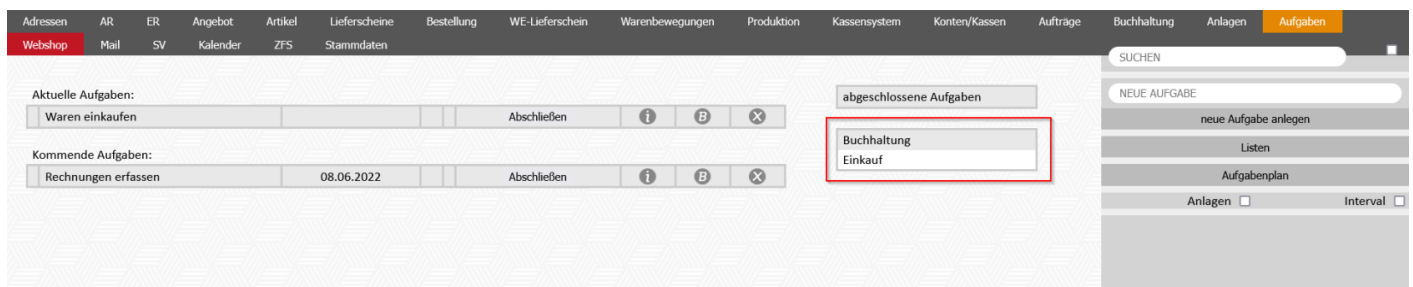 Adressen AR ER Angebot Artikel Lieferscheine Bestellung WE-Lieferschein Warenbewegungen Produktion Kassensystem Konten/Kassen Aufträge Buchhaltung Anlagen Aufgaben
Webshop Mail SV Kalender ZFS Stammdaten
SUCHEN
Aktuelle Aufgaben:
Waren einkaufen Abschließen i B X
Kommende Aufgaben:
Rechnungen erfassen 08.06.2022 Abschließen i B X
abgeschlossene Aufgaben
Buchhaltung
Einkauf
NEUE AUFGABE
neue Aufgabe anlegen
Listen
Aufgabenplan
Anlagen Interval